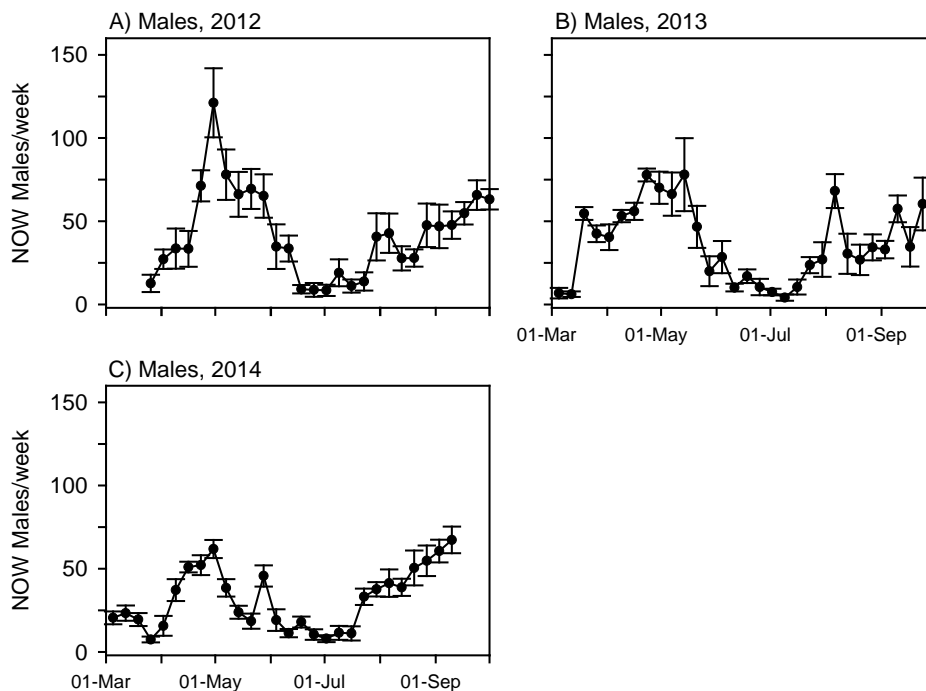 A) Males, 2012
NOW Males/week
150
100
50
0
B) Males, 2013
01-Mar
01-May
01-Jul
01-Sep
C) Males, 2014
NOW Males/week
150
100
50
0
01-Mar
01-May
01-Jul
01-Sep